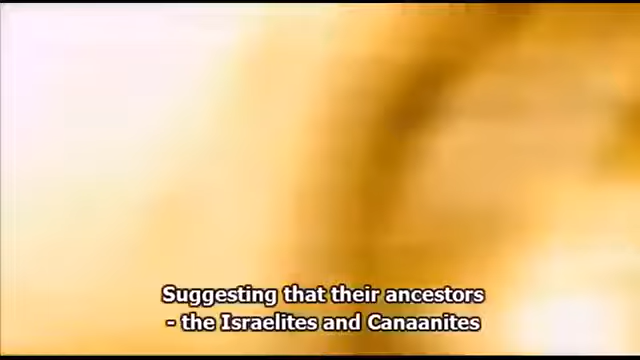 Suggesting that their ancestors
- the Israelites and Canaanites